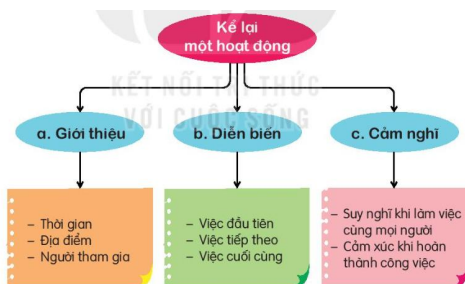 Kể lại
một hoạt động
KẾT NỐI TRI THỨC
VỚI CUỘC SỐNG
a. Giới thiệu
b. Diễn biến
c. Cảm nghĩ
– Thời gian
– Địa điểm
– Người tham gia
– Việc đầu tiên
– Việc tiếp theo
– Việc cuối cùng
– Suy nghĩ khi làm việc
cùng mọi người
– Cảm xúc khi hoàn
thành công việc